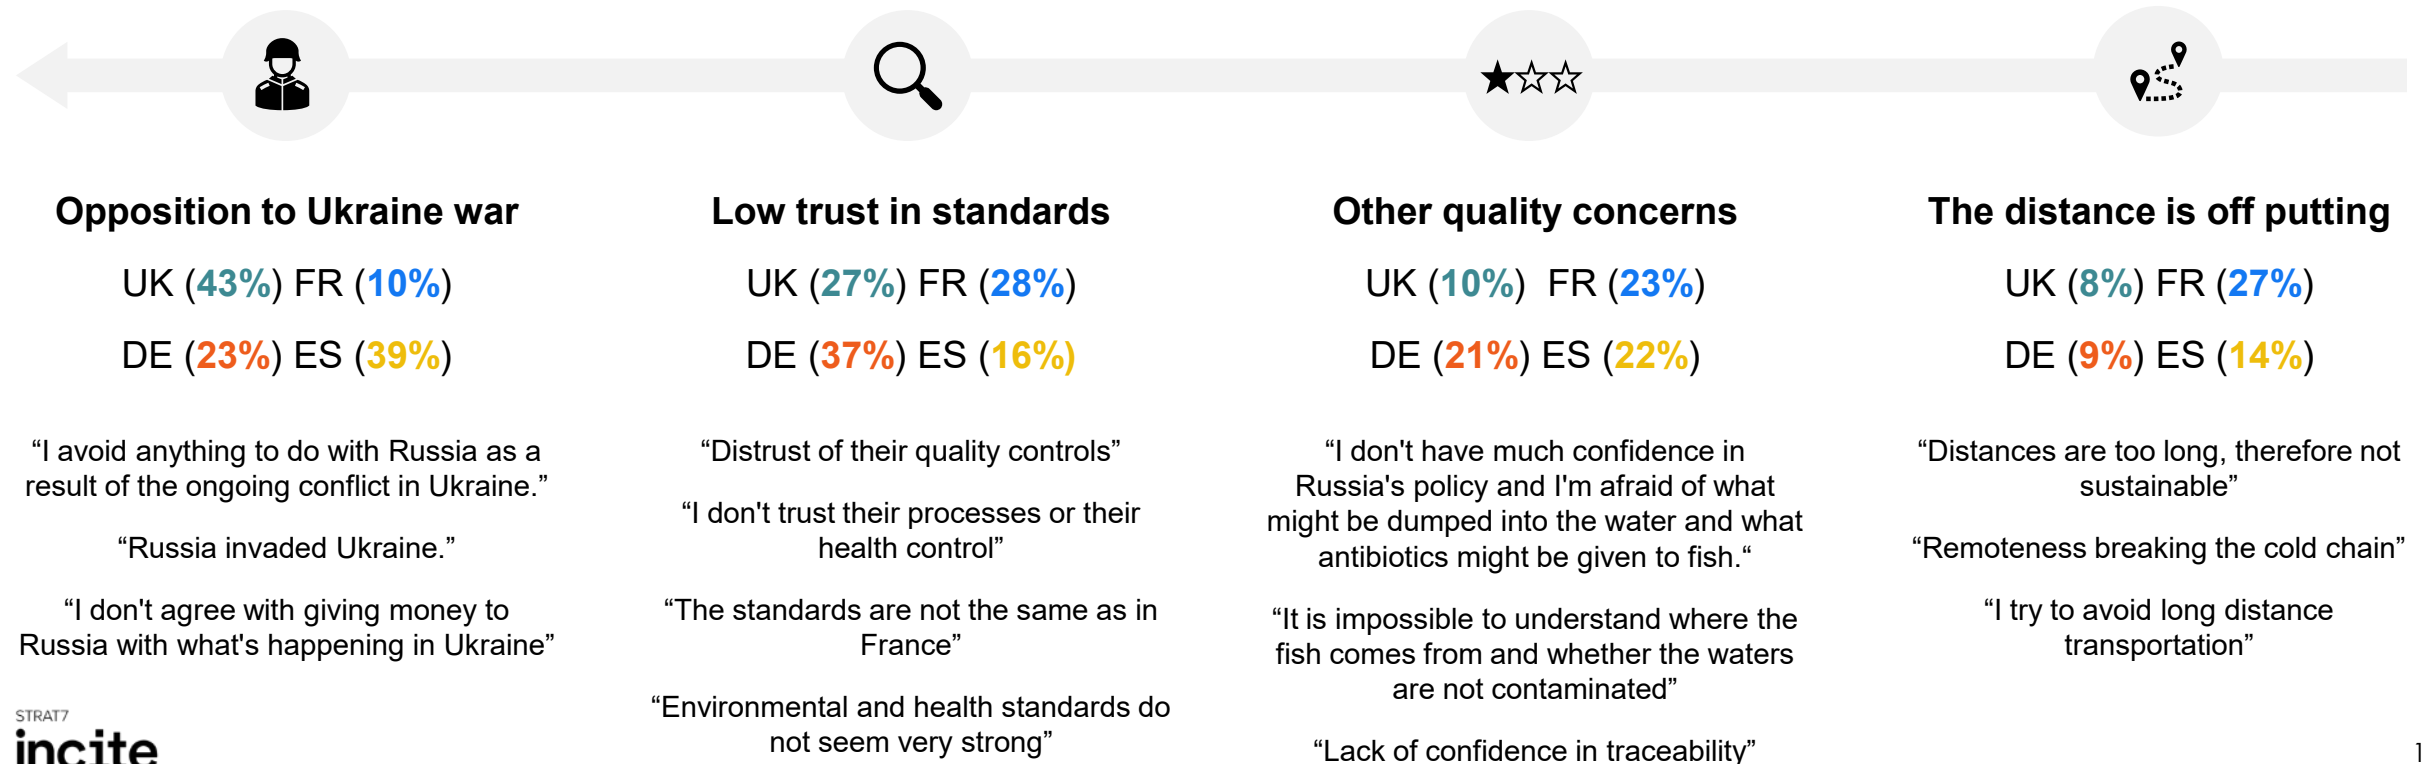 Opposition to Ukraine war
UK (43%) FR (10%)
DE (23%) ES (39%)
“I avoid anything to do with Russia as a
result of the ongoing conflict in Ukraine.”
“Russia invaded Ukraine.”
“I don't agree with giving money to
Russia with what's happening in Ukraine”
Low trust in standards
UK (27%) FR (28%)
DE (37%) ES (16%)
“Distrust of their quality controls”
“I don't trust their processes or their
health control”
“The standards are not the same as in
France”
“Environmental and health standards do
not seem very strong”
Other quality concerns
UK (10%) FR (23%)
DE (21%) ES (22%)
“I don't have much confidence in
Russia's policy and I'm afraid of what
might be dumped into the water and what
antibiotics might be given to fish.“
“It is impossible to understand where the
fish comes from and whether the waters
are not contaminated”
“Lack of confidence in traceability”
The distance is off putting
UK (8%) FR (27%)
DE (9%) ES (14%)
“Distances are too long, therefore not
sustainable”
“Remoteness breaking the cold chain”
“I try to avoid long distance
transportation”
STRAT7
incite